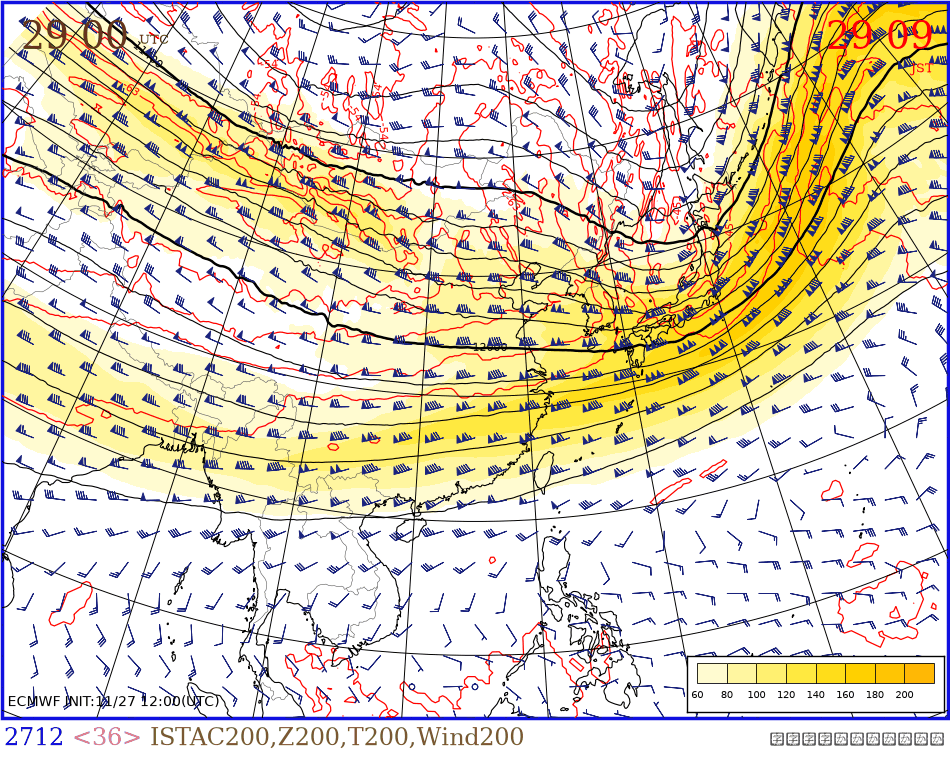 29 00 UTC
29 09 JST
12000
60 80 100 120 140 160 180 200
ECMWF INIT:11/27 12:00(UTC)
2712 <36> ISTAC200,Z200,T200,Wind200